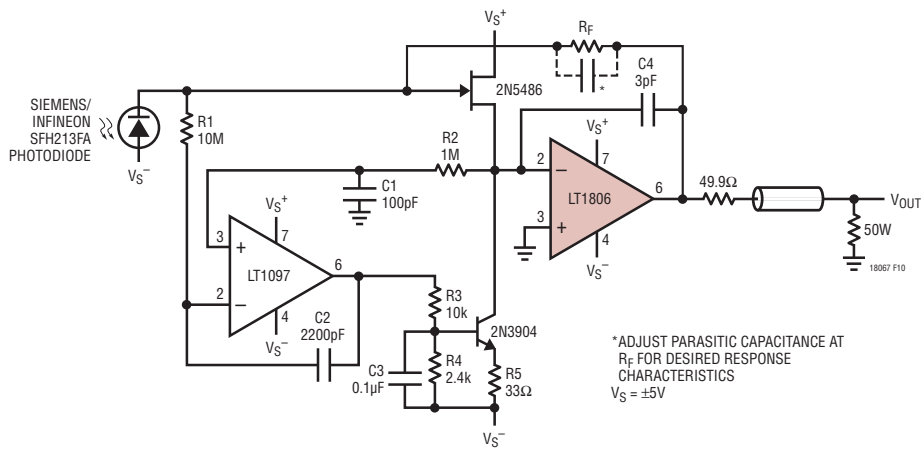 VS+
RF
C4
3pF
2N5486
*
SIEMENS/
INFINEON
SFH213FA
PHOTODIODE
VS–
R1
10M
R2
1M
C1
100pF
VS+
7
2
–
LT1806
6
3
+
4
VS–
49.9Ω
VOUT
50W
18067 F10
VS+
7
3
+
LT1097
6
2
–
4
VS–
C2
2200pF
R3
10k
2N3904
C3
0.1µF
R4
2.4k
R5
33Ω
VS–
*ADJUST PARASITIC CAPACITANCE AT
RF FOR DESIRED RESPONSE
CHARACTERISTICS
VS = ±5V